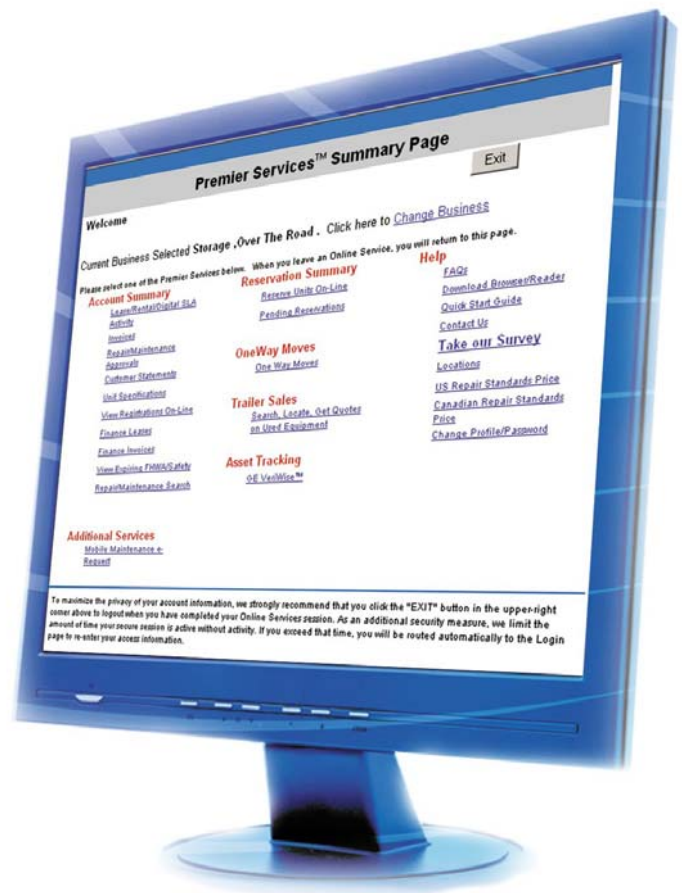 Premier Services™ Summary Page
Exit
Welcome
Current Business Selected Storage ,Over The Road . Click here to Change Business
Please select one of the Premier Services below. When you leave an Online Service, you will return to this page.
Account Summary
Lease/Rental/Digital SLA
Activity
Invoices
Repair/Maintenance
Approvals
Customer Statements
Unit Specifications
View Registrations On-Line
Finance Leases
Finance Invoices
View Expiring FHWA/Safety
Repair/Maintenance Search
Reservation Summary
Reserve Units On-Line
Pending Reservations
OneWay Moves
One Way Moves
Trailer Sales
Search, Locate, Get Quotes
on Used Equipment
Asset Tracking
GE VeriWise™
Help
FAQs
Download Browser/Reader
Quick Start Guide
Contact Us
Take our Survey
Locations
US Repair Standards Price
Canadian Repair Standards
Price
Change Profile/Password
Additional Services
Mobile Maintenance e-
Request
To maximize the privacy of your account information, we strongly recommend that you click the "EXIT" button in the upper-right
corner above to logout when you have completed your Online Services session. As an additional security measure, we limit the
amount of time your secure session is active without activity. If you exceed that time, you will be routed automatically to the Login
page to re-enter your access information.